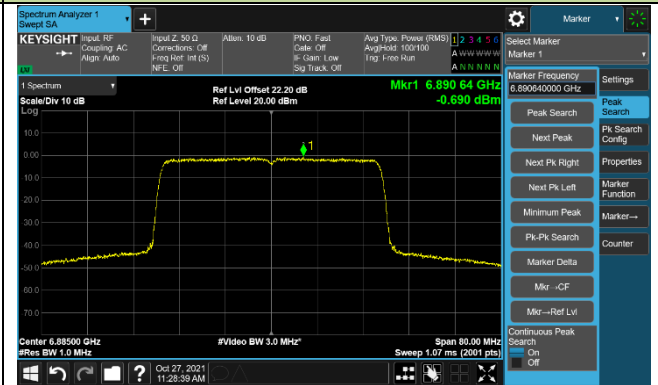 Spectrum Analyzer 1
Swept SA
Marker
KEYSIGHT
Input: RF
Coupling: AC
Align: Auto
Input Z: 50 Ω
Corrections: Off
Freq Ref: Int (S)
NFE: Off
Atten: 10 dB
PNO: Fast
Gate: Off
IF Gain: Low
Sig Track: Off
Avg Type: Power (RMS)
Avg|Hold: 100/100
Trig: Free Run
1 2 3 4 5 6
A W W W W W
A N N N N N
Select Marker
Marker 1
1 Spectrum
Scale/Div 10 dB
Log
Ref Lvl Offset 22.20 dB
Ref Level 20.00 dBm
Mkr1 6.890 64 GHz
-0.690 dBm
10.0
0.00
10.0
20.0
30.0
40.0
50.0
60.0
70.0
1
Center 6.88500 GHz
#Res BW 1.0 MHz
#Video BW 3.0 MHz*
Span 80.00 MHz
Sweep 1.07 ms (2001 pts)
Marker Frequency
6.890640000 GHz
Peak Search
Next Peak
Next Pk Right
Next Pk Left
Minimum Peak
Pk-Pk Search
Marker Delta
Mkr→CF
Mkr→Ref Lvl
Continuous Peak
Search
On
Off
Settings
Peak
Search
Pk Search
Config
Properties
Marker
Function
Marker→
Counter
Oct 27, 2021
11:28:39 AM